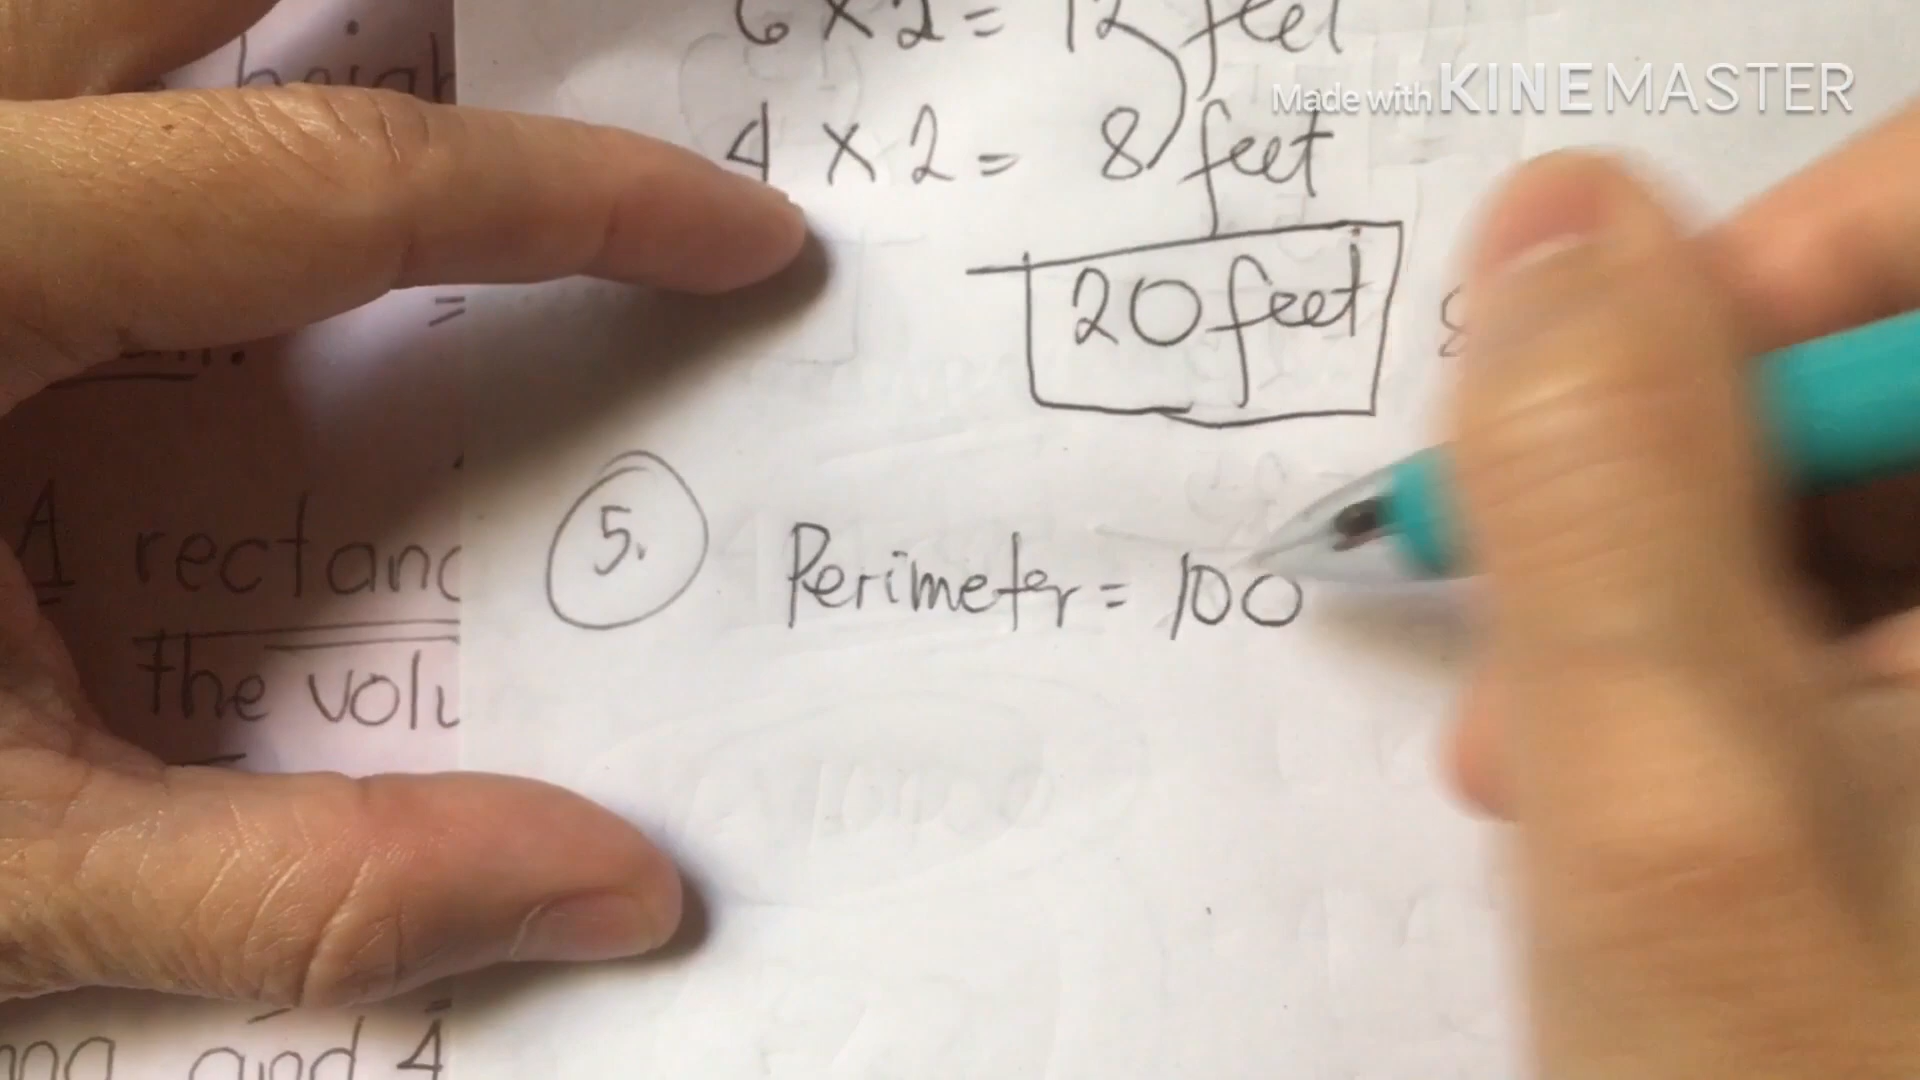 6 x 2 = 12 feet
Made with KINEMASTER
4 x 2 = 8 feet
20 feet
5. Perimeter = 100
=
A rectang
the volu
and 4